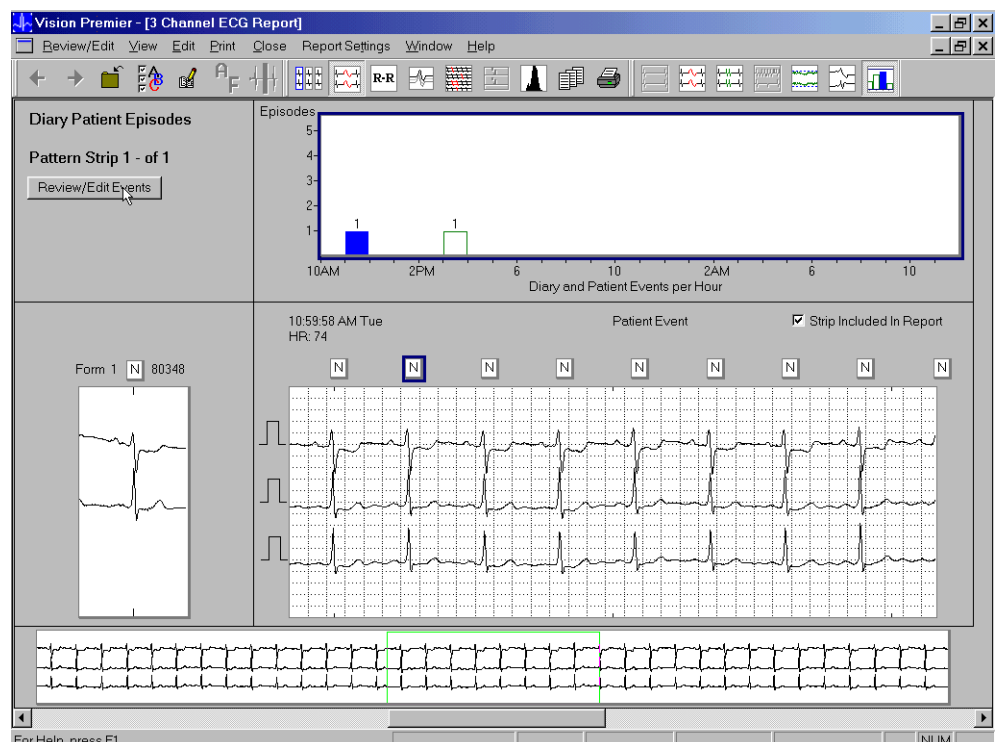 Vision Premier - [3 Channel ECG Report]
Review/Edit View Edit Print Close Report Settings Window Help
A F R-R
Diary Patient Episodes
Pattern Strip 1 - of 1
Review/Edit Events
Episodes
5
4
3
2
1
1 1
10AM 2PM 6 10 2AM 6 10
Diary and Patient Events per Hour
10:59:58 AM Tue Patient Event Strip Included In Report
HR: 74
Form 1 N 80348
N N N N N N N N N
For Help, press F1 NUM